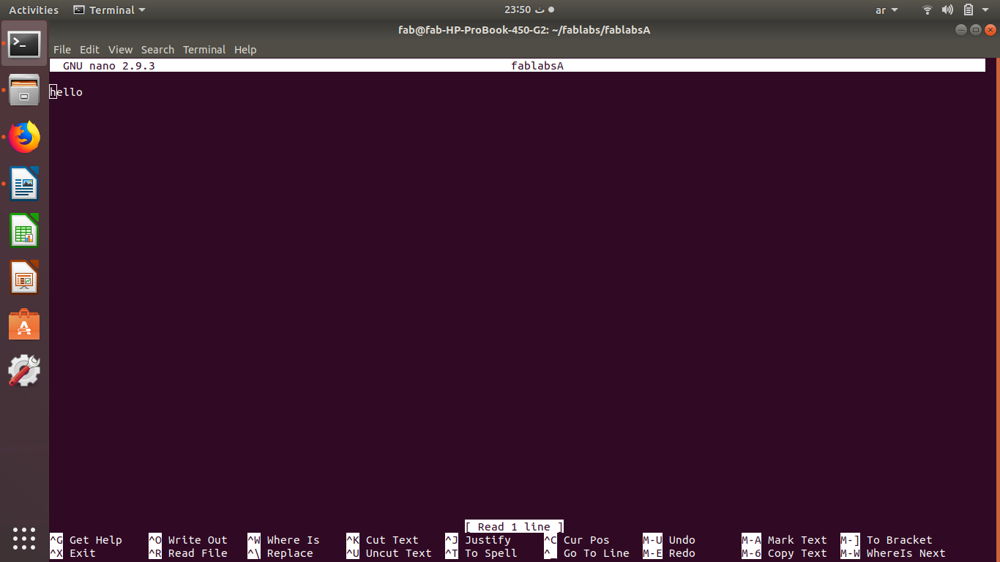 Activities Terminal ث 23:50 ar
fab@fab-HP-ProBook-450-G2: ~/fablabs/fablabsA
File Edit View Search Terminal Help
GNU nano 2.9.3 fablabsA
hello
[ Read 1 line ]
^G Get Help ^O Write Out ^W Where Is ^K Cut Text ^J Justify ^C Cur Pos M-U Undo M-A Mark Text M-] To Bracket
^X Exit ^R Read File ^\ Replace ^U Uncut Text ^T To Spell ^_ Go To Line M-E Redo M-6 Copy Text M-W WhereIs Next